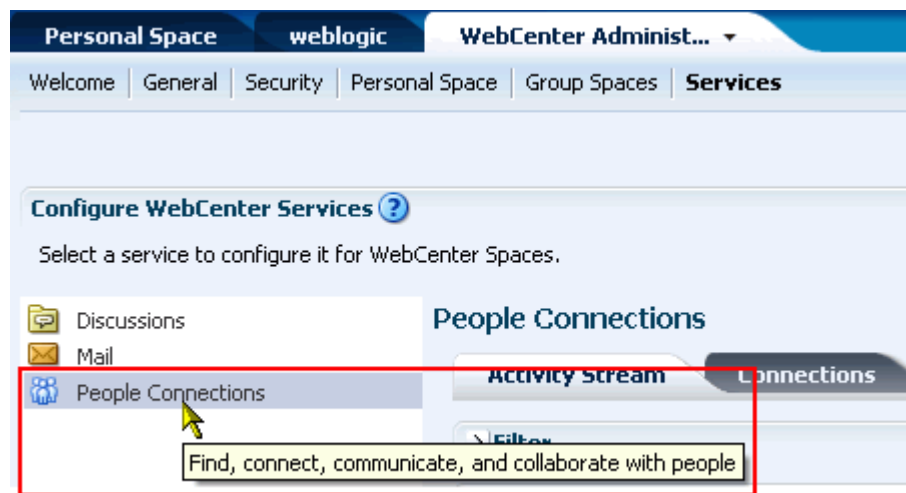 Personal Space weblogic WebCenter Administ...
Welcome General Security Personal Space Group Spaces Services
Configure WebCenter Services ?
Select a service to configure it for WebCenter Spaces.
Discussions
Mail
People Connections
People Connections
Activity Stream Connections
Filter
Find, connect, communicate, and collaborate with people